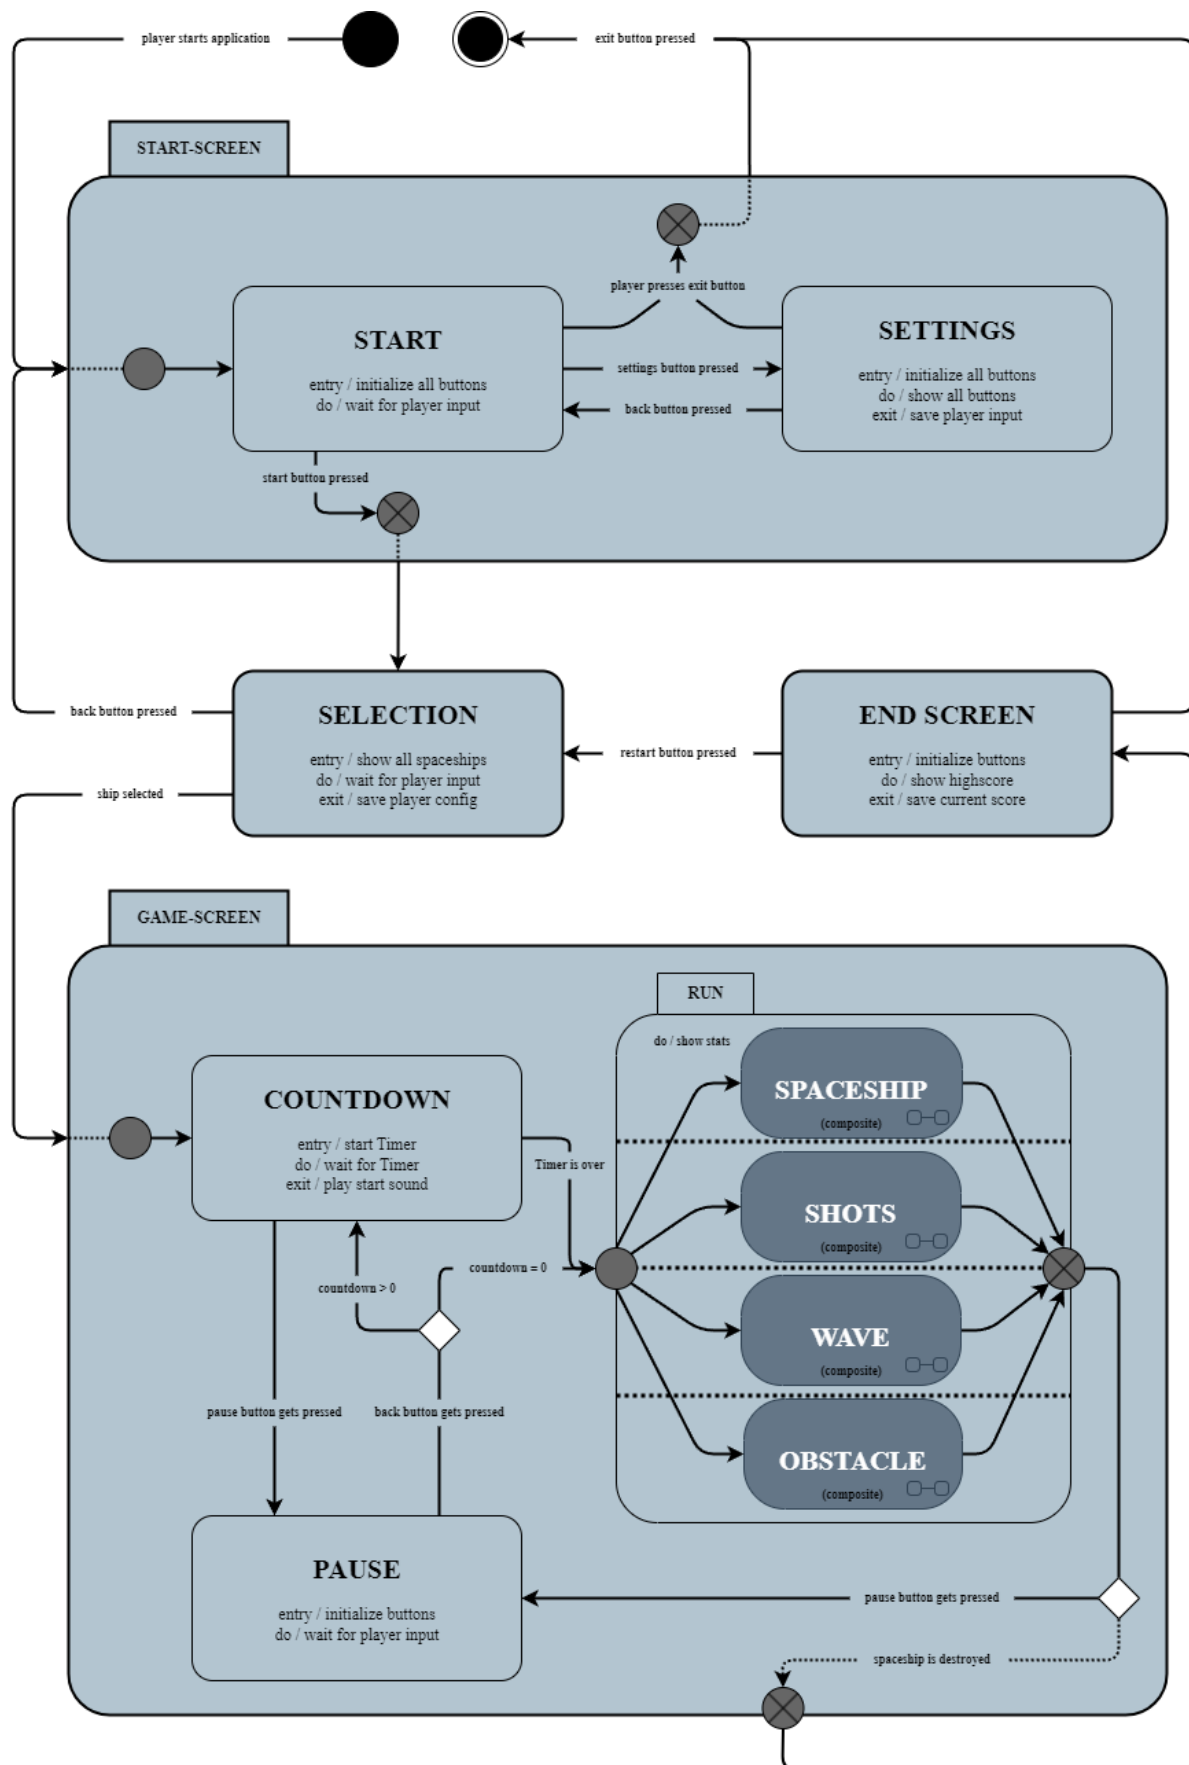 player starts application
exit button pressed
START-SCREEN
player presses exit button
START
entry / initialize all buttons
do / wait for player input
settings button pressed
back button pressed
SETTINGS
entry / initialize all buttons
do / show all buttons
exit / save player input
start button pressed
back button pressed
SELECTION
entry / show all spaceships
do / wait for player input
exit / save player config
restart button pressed
END SCREEN
entry / initialize buttons
do / show highscore
exit / save current score
ship selected
GAME-SCREEN
RUN
do / show stats
COUNTDOWN
entry / start Timer
do / wait for Timer
exit / play start sound
Timer is over
SPACESHIP
(composite)
SHOTS
(composite)
countdown > 0
countdown = 0
WAVE
(composite)
pause button gets pressed
back button gets pressed
OBSTACLE
(composite)
PAUSE
entry / initialize buttons
do / wait for player input
pause button gets pressed
spaceship is destroyed